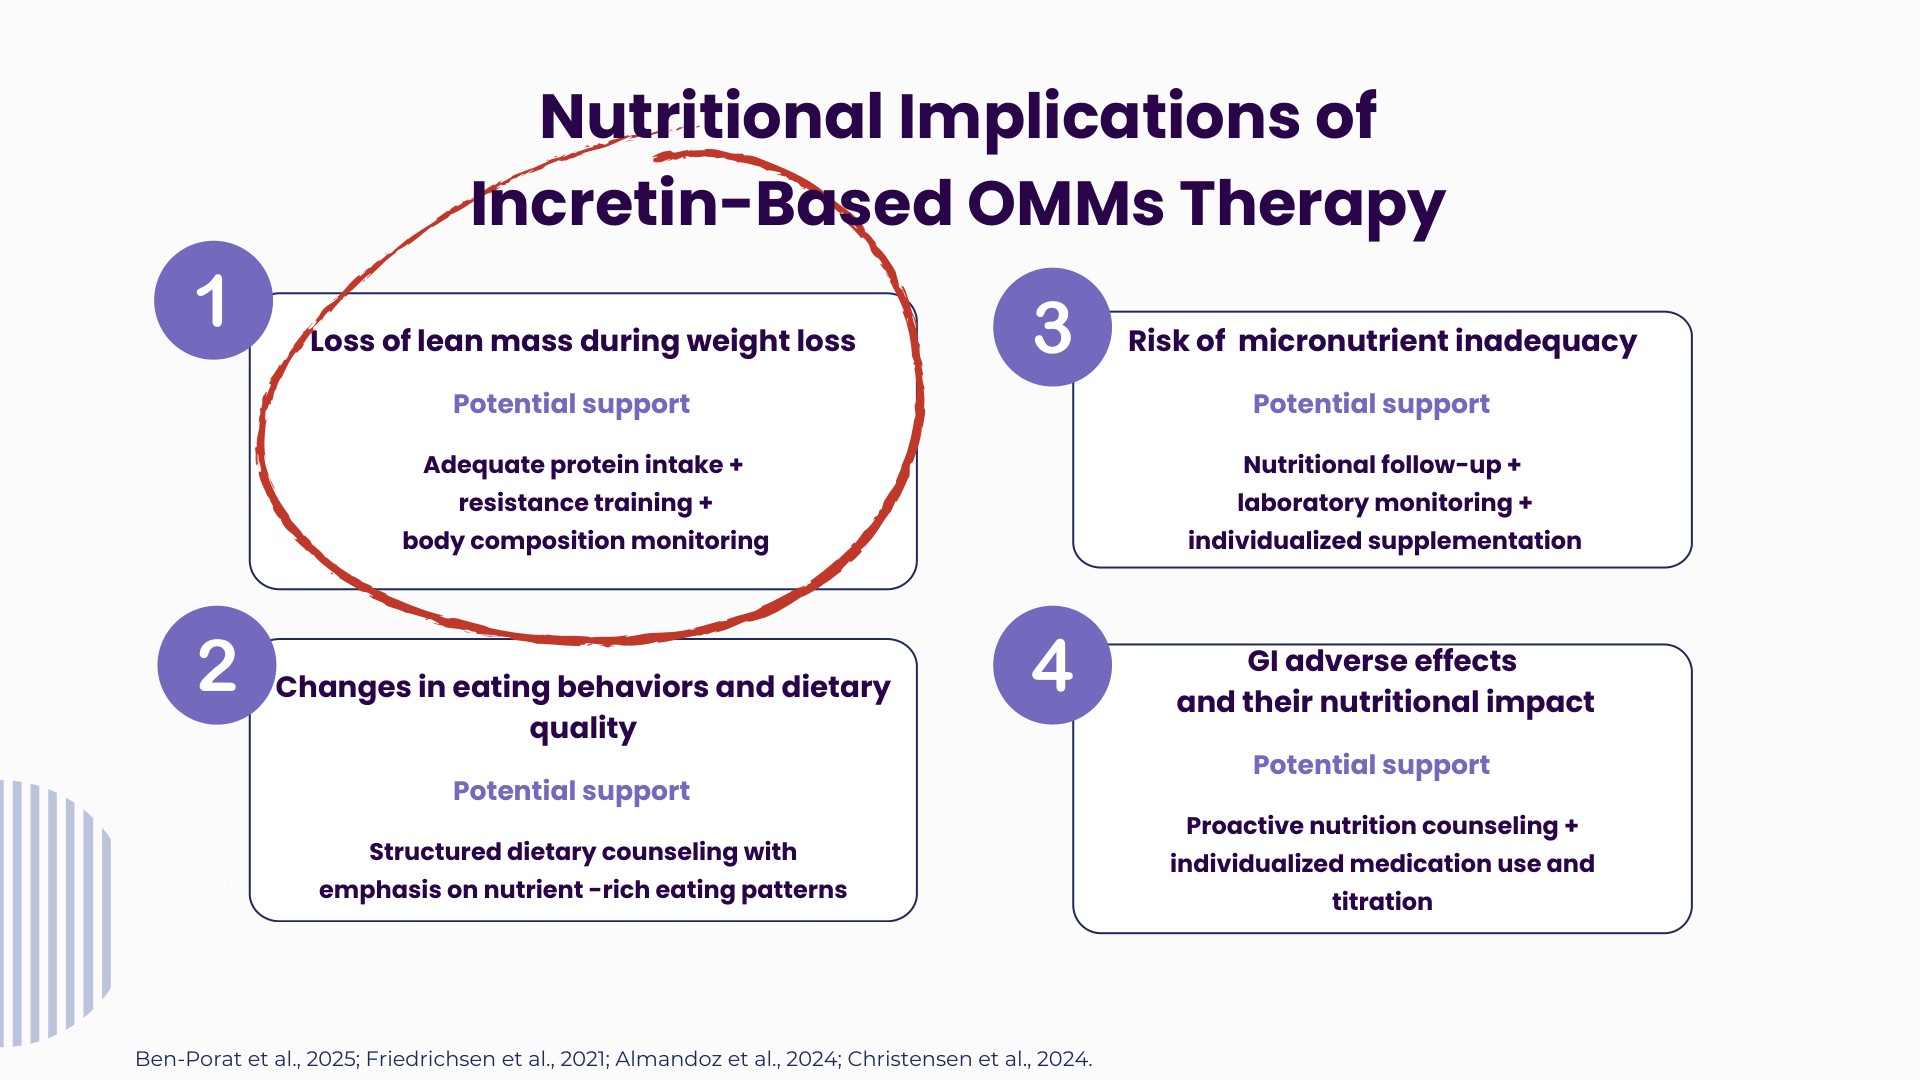 Nutritional Implications of
Incretin-Based OMMs Therapy
1
Loss of lean mass during weight loss
Potential support
Adequate protein intake +
resistance training +
body composition monitoring
2
Changes in eating behaviors and dietary
quality
Potential support
Structured dietary counseling with
emphasis on nutrient -rich eating patterns
3
Risk of  micronutrient inadequacy
Potential support
Nutritional follow-up +
laboratory monitoring +
individualized supplementation
4
GI adverse effects
and their nutritional impact
Potential support
Proactive nutrition counseling +
individualized medication use and
titration
Ben-Porat et al., 2025; Friedrichsen et al., 2021; Almandoz et al., 2024; Christensen et al., 2024.